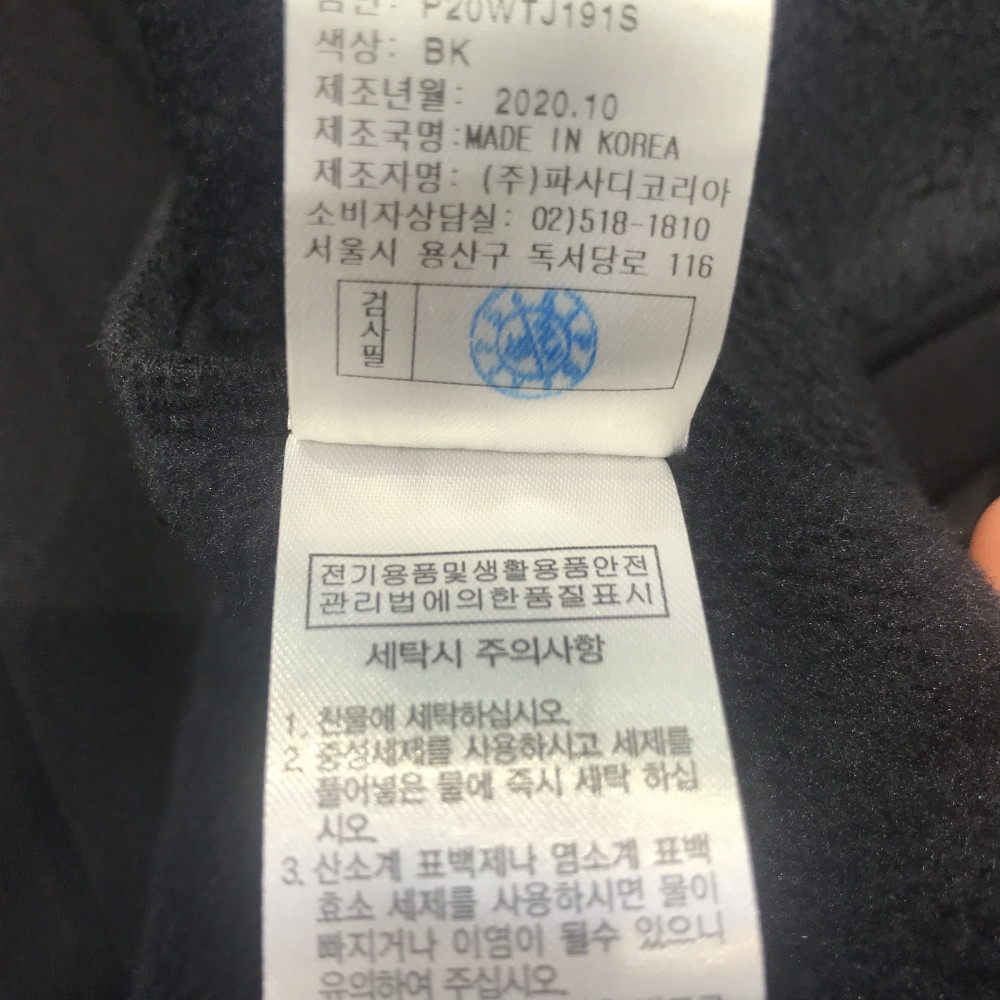 품번: P20WTJ191S
색상: BK
제조년월: 2020.10
제조국명:MADE IN KOREA
제조자명: (주)파사디코리아
소비자상담실: 02)518-1810
서울시 용산구 독서당로 116
검사필
전기용품및생활용품안전
관리법에의한품질표시
세탁시 주의사항
1. 찬물에 세탁하십시오.
2. 중성세제를 사용하시고 세제를
풀어넣은 물에 즉시 세탁 하십
시오.
3. 산소계 표백제나 염소계 표백
효소 세제를 사용하시면 물이
빠지거나 이염이 될수 있으니
유의하여 주십시오.